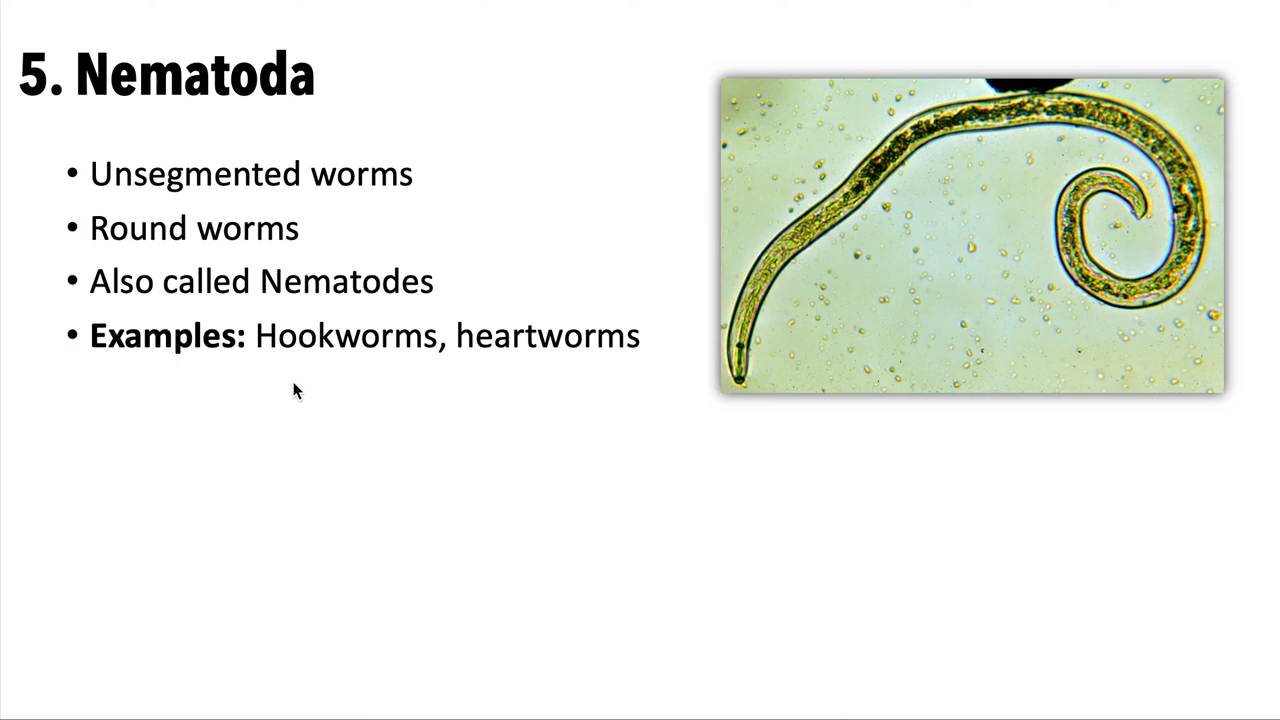 5. Nematoda
• Unsegmented worms
• Round worms
• Also called Nematodes
• Examples: Hookworms, heartworms